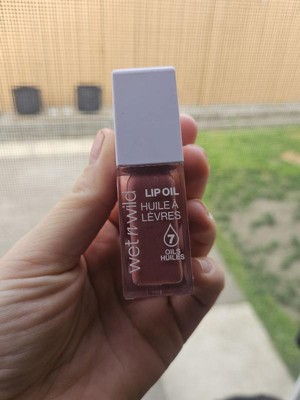 wet n wild
LIP OIL
HUILE À
LÈVRES
7
OILS
HUILES